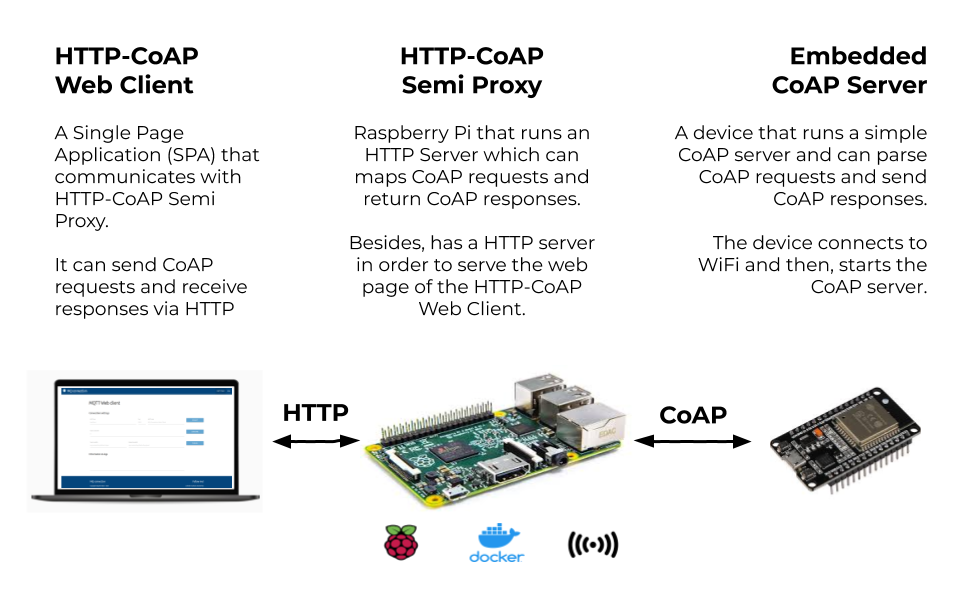 HTTP-CoAP
Web Client
A Single Page
Application (SPA) that
communicates with
HTTP-CoAP Semi
Proxy.
It can send CoAP
requests and receive
responses via HTTP
HTTP-CoAP
Semi Proxy
Raspberry Pi that runs an
HTTP Server which can
maps CoAP requests and
return CoAP responses.
Besides, has a HTTP server
in order to serve the web
page of the HTTP-CoAP
Web Client.
Embedded
CoAP Server
A device that runs a simple
CoAP server and can parse
CoAP requests and send
CoAP responses.
The device connects to
WiFi and then, starts the
CoAP server.
MQTT Web client
HTTP
EDAC
CoAP
docker